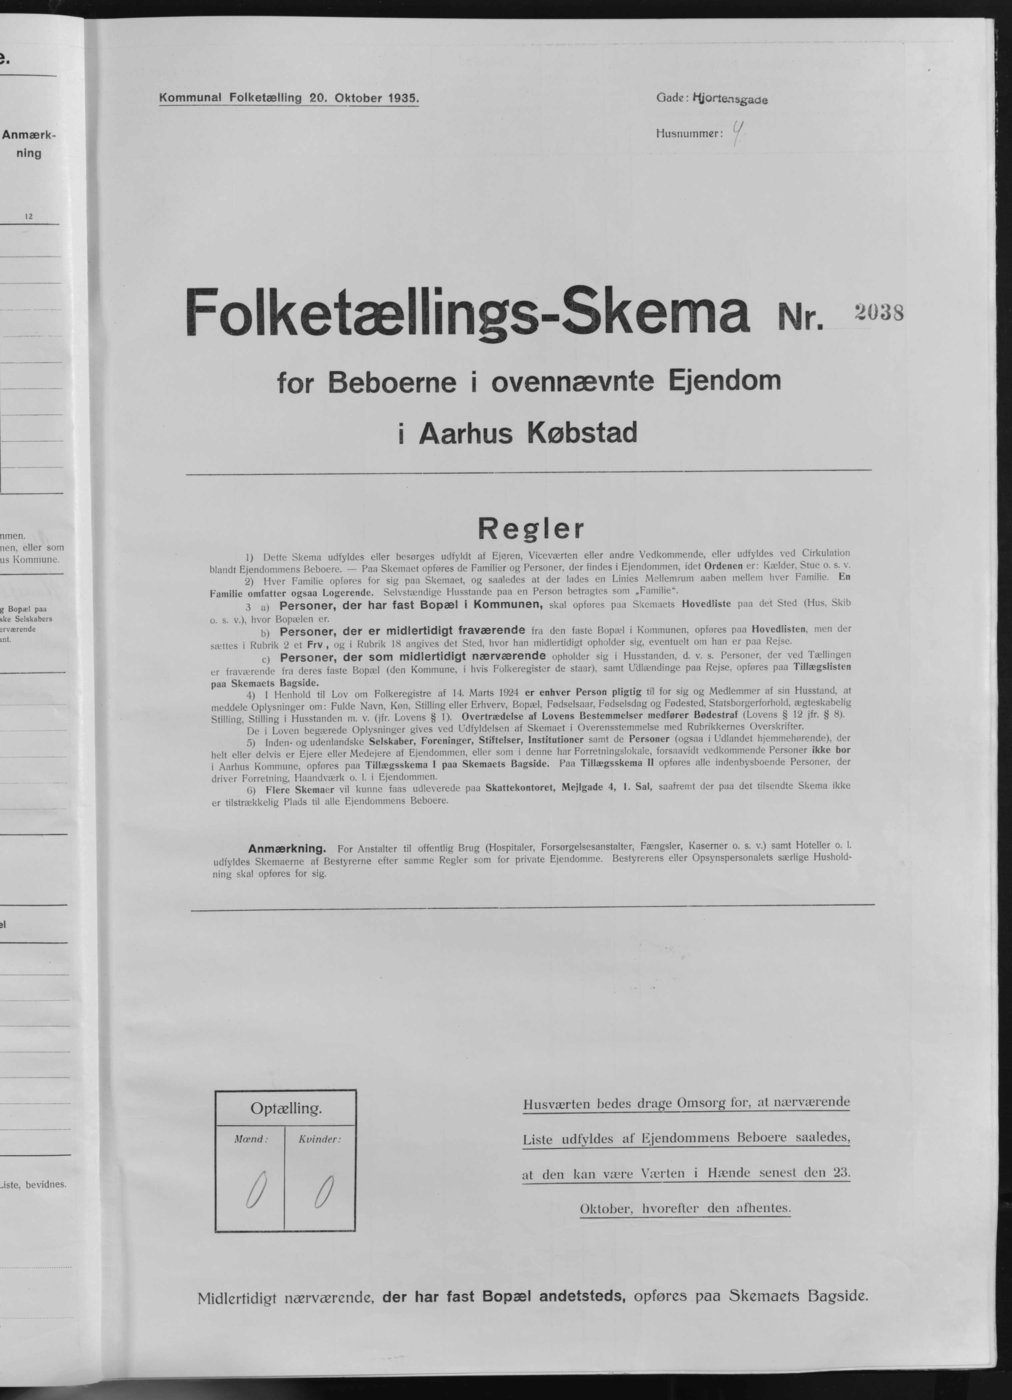 e.
Anmærk-
ning
12
mmen.
nen, eller som
us Kommune.
g Bopæl paa
ske Selskabers
erværende
amt.
el
Liste, bevidnes.
Kommunal Folketælling 20. Oktober 1935.
Gade: Hjortensgade
Husnummer: 4
Folketællings-Skema Nr. 2038
for Beboerne i ovennævnte Ejendom
i Aarhus Købstad
Regler
1) Dette Skema udfyldes eller besørges udfyldt af Ejeren, Viceværten eller andre Vedkommende, eller udfyldes ved Cirkulation
blandt Ejendommens Beboere. — Paa Skemaet opføres de Familier og Personer, der findes i Ejendommen, idet Ordenen er: Kælder, Stue o. s. v.
2) Hver Familie opføres for sig paa Skemaet, og saaledes at der lades en Linies Mellemrum aaben mellem hver Familie. En
Familie omfatter ogsaa Logerende. Selvstændige Husstande paa en Person betragtes som „Familie“.
3 a) Personer, der har fast Bopæl i Kommunen, skal opføres paa Skemaets Hovedliste paa det Sted (Hus, Skib
o. s. v.), hvor Bopælen er.
b) Personer, der er midlertidigt fraværende fra den faste Bopæl i Kommunen, opføres paa Hovedlisten, men der
sættes i Rubrik 2 et Frv., og i Rubrik 18 angives det Sted, hvor han midlertidigt opholder sig, eventuelt om han er paa Rejse.
c) Personer, der som midlertidigt nærværende opholder sig i Husstanden, d. v. s. Personer, der ved Tællingen
er fraværende fra deres faste Bopæl (den Kommune, i hvis Folkeregister de staar), samt Udlændinge paa Rejse, opføres paa Tillægslisten
paa Skemaets Bagside.
4) I Henhold til Lov om Folkeregistre af 14. Marts 1924 er enhver Person pligtig til for sig og Medlemmer af sin Husstand, at
meddele Oplysninger om: Fulde Navn, Køn, Stilling eller Erhverv, Bopæl, Fødselsaar, Fødselsdag og Fødested, Statsborgerforhold, ægteskabelig
Stilling, Stilling i Husstanden m. v. (jfr. Lovens § 1). Overtrædelse af Lovens Bestemmelser medfører Bødestraf (Lovens § 12 jfr. § 8).
De i Loven begærede Oplysninger gives ved Udfyldelsen af Skemaet i Overensstemmelse med Rubrikkernes Overskrifter.
5) Inden- og udenlandske Selskaber, Foreninger, Stiftelser, Institutioner samt de Personer (ogsaa i Udlandet hjemmehørende), der
helt eller delvis er Ejere eller Medejere af Ejendommen, eller som i denne har Forretningslokale, forsaavidt vedkommende Personer ikke bor
i Aarhus Kommune, opføres paa Tillægsskema I paa Skemaets Bagside. Paa Tillægsskema II opføres alle indenbysboende Personer, der
driver Forretning, Haandværk o. l. i Ejendommen.
6) Flere Skemaer vil kunne faas udleverede paa Skattekontoret, Mejlgade 4, 1. Sal, saafremt der paa det tilsendte Skema ikke
er tilstrækkelig Plads til alle Ejendommens Beboere.
Anmærkning. For Anstalter til offentlig Brug (Hospitaler, Forsørgelsesanstalter, Fængsler, Kaserner o. s. v.) samt Hoteller o. l.
udfyldes Skemaerne af Bestyrerne efter samme Regler som for private Ejendomme. Bestyrerens eller Opsynspersonalets særlige Hushold-
ning skal opføres for sig.
Optælling.
Mænd: Kvinder:
0 0
Husværten bedes drage Omsorg for, at nærværende
Liste udfyldes af Ejendommens Beboere saaledes,
at den kan være Værten i Hænde senest den 23.
Oktober, hvorefter den afhentes.
Midlertidigt nærværende, der har fast Bopæl andetsteds, opføres paa Skemaets Bagside.